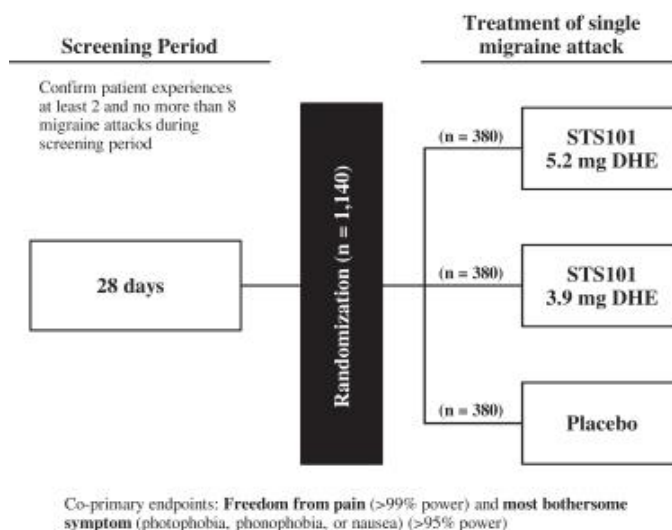 Screening Period
Treatment of single
migraine attack
Confirm patient experiences
at least 2 and no more than 8
migraine attacks during
screening period
28 days
Randomization (n = 1,140)
(n = 380)
STS101
5.2 mg DHE
(n = 380)
STS101
3.9 mg DHE
(n = 380)
Placebo
Co-primary endpoints: Freedom from pain (>99% power) and most bothersome
symptom (photophobia, phonophobia, or nausea) (>95% power)